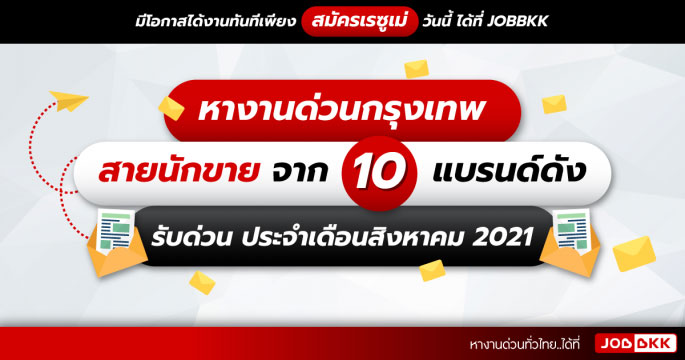 มีโอกาสได้งานทันทีเพียง สมัครเรซูเม่ วันนี้ ได้ที่ JOBBKK
หางานด่วนกรุงเทพ
สายนักขาย จาก 10 แบรนด์ดัง
รับด่วน ประจำเดือนสิงหาคม 2021
หางานด่วนทั่วไทย..ได้ที่ JOBBKK